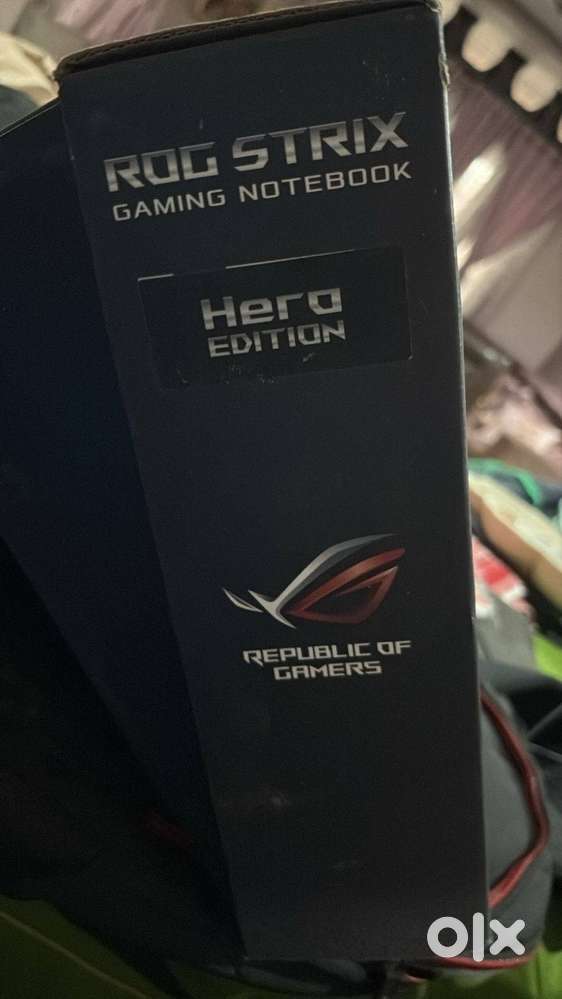 ROG STRIX
GAMING NOTEBOOK
Hero
EDITION
REPUBLIC OF
GAMERS
olx